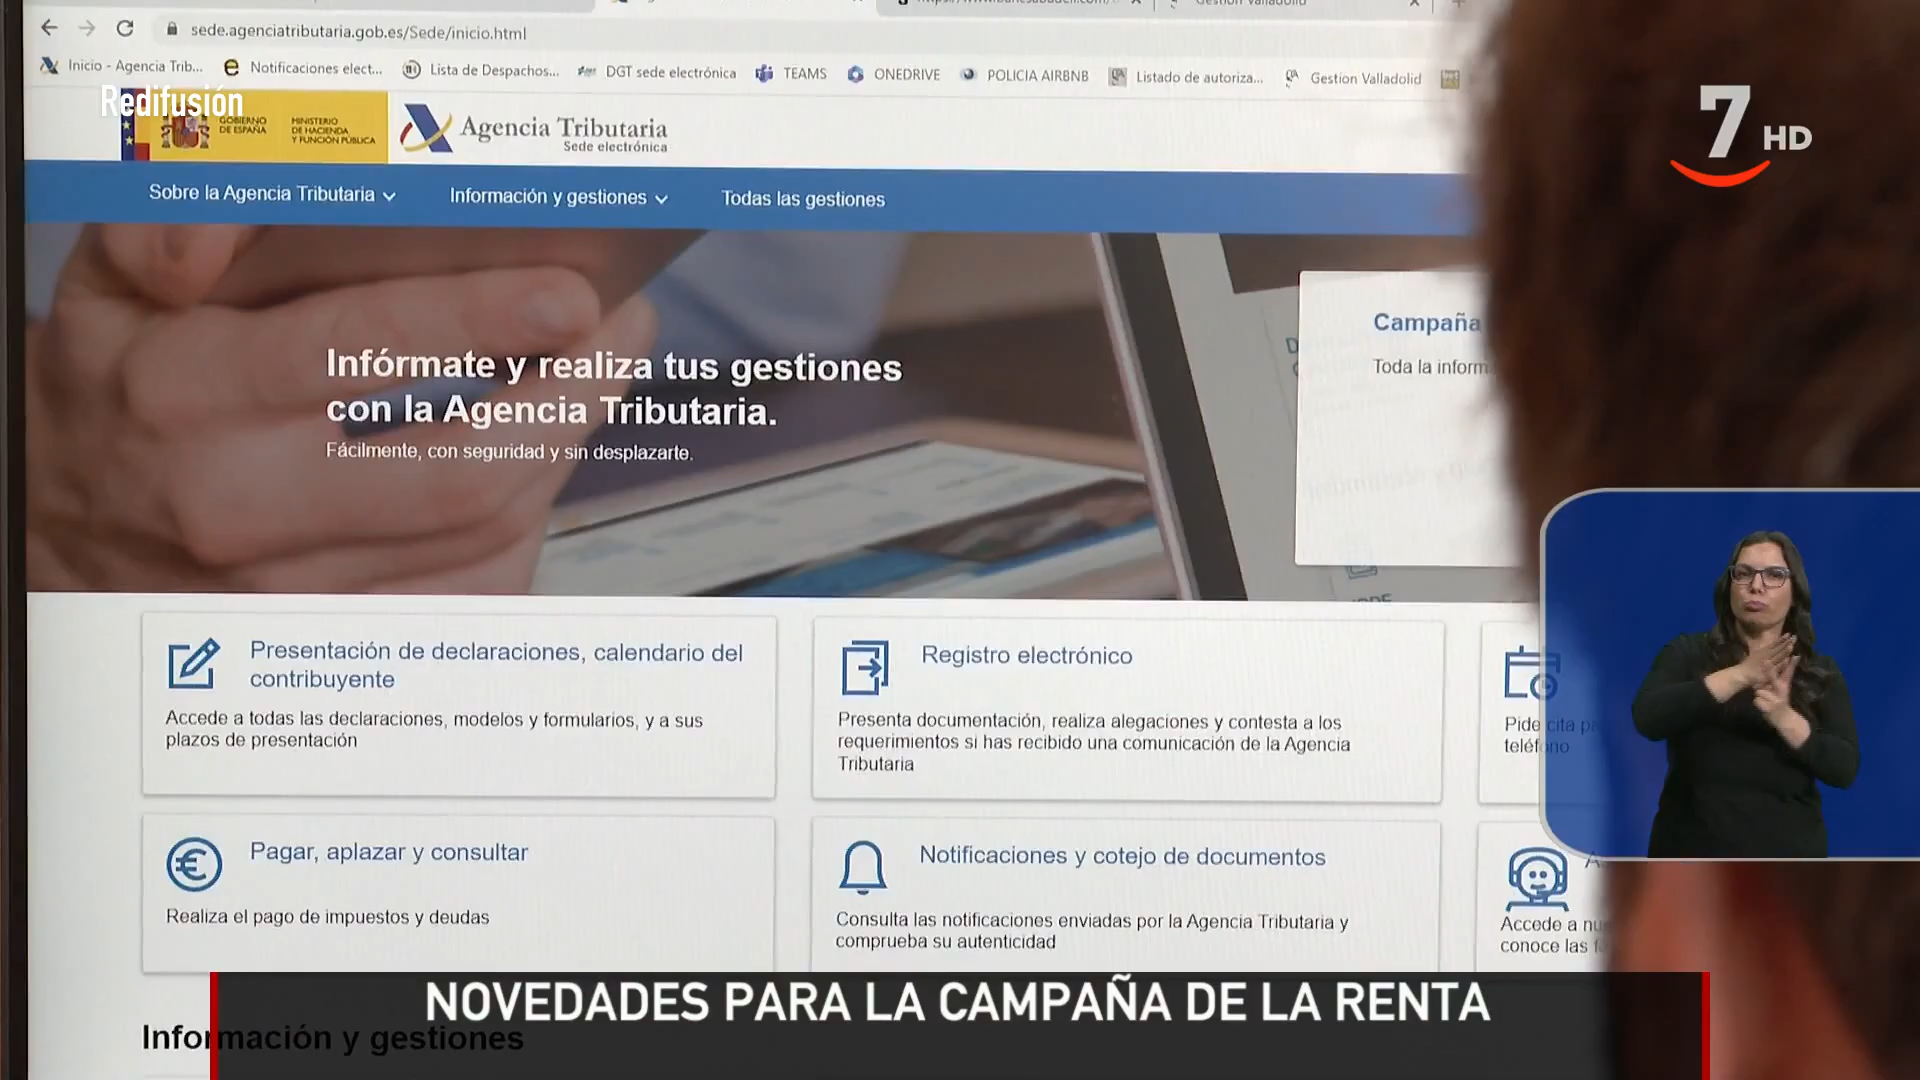 sede.agenciatributaria.gob.es/Sede/inicio.html
Inicio - Agencia Trib... Notificaciones elect... Lista de Despachos... DGT sede electrónica TEAMS ONEDRIVE POLICIA AIRBNB Listado de autoriza... Gestion Valladolid
Redifusión
GOBIERNO DE ESPAÑA
MINISTERIO DE HACIENDA Y FUNCIÓN PÚBLICA
Agencia Tributaria
Sede electrónica
7 HD
Sobre la Agencia Tributaria Información y gestiones Todas las gestiones
Infórmate y realiza tus gestiones
con la Agencia Tributaria.
Fácilmente, con seguridad y sin desplazarte.
Campaña
Toda la inform
Presentación de declaraciones, calendario del
contribuyente
Accede a todas las declaraciones, modelos y formularios, y a sus
plazos de presentación
Registro electrónico
Presenta documentación, realiza alegaciones y contesta a los
requerimientos si has recibido una comunicación de la Agencia
Tributaria
Pide cita
teléfono
Pagar, aplazar y consultar
Realiza el pago de impuestos y deudas
Notificaciones y cotejo de documentos
Consulta las notificaciones enviadas por la Agencia Tributaria y
comprueba su autenticidad
Accede a
conoce las
NOVEDADES PARA LA CAMPAÑA DE LA RENTA
Información y gestiones